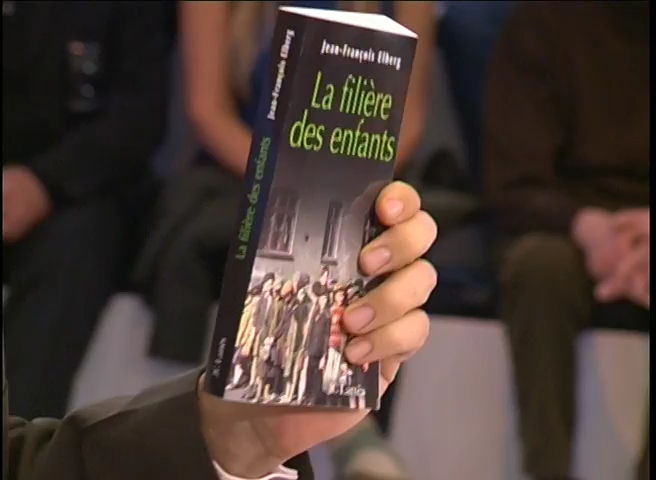 Jean-François Elberg
La filière
des enfants
Jean-François Elberg
La filière des enfants